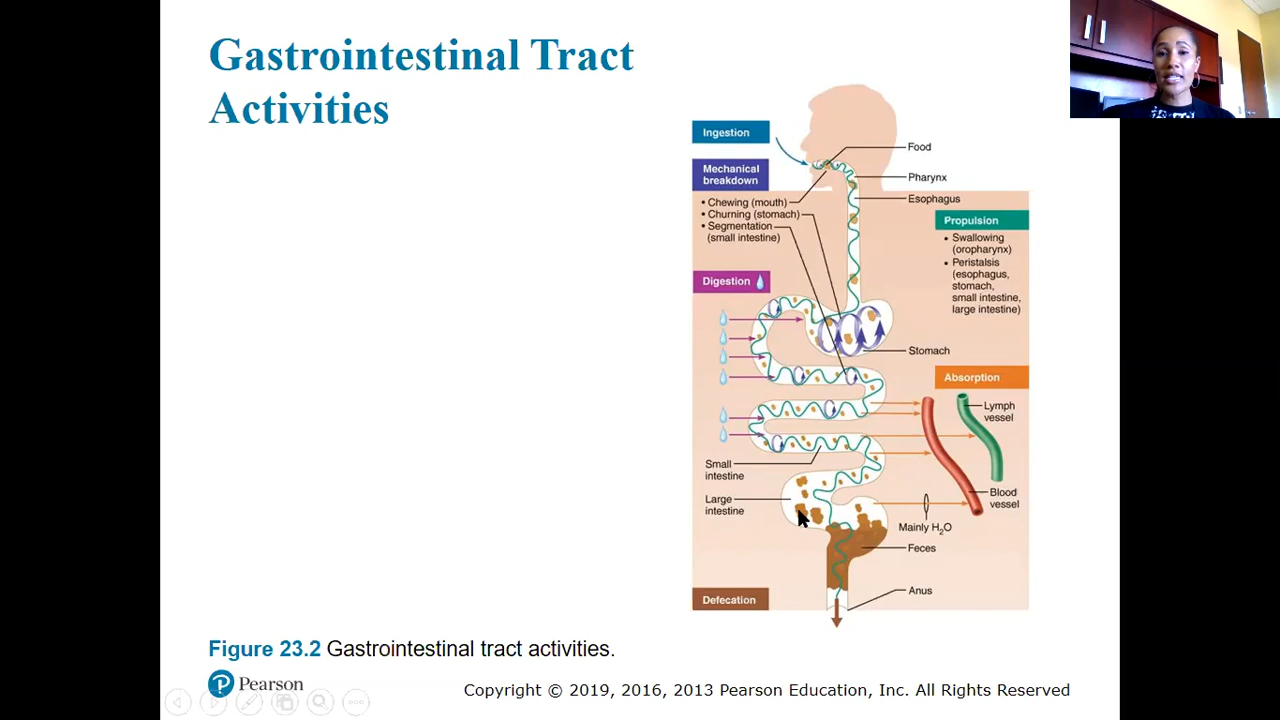 Gastrointestinal Tract
Activities
Ingestion
Food
Mechanical
breakdown
Pharynx
• Chewing (mouth)
• Churning (stomach)
• Segmentation
(small intestine)
Esophagus
Propulsion
• Swallowing
(oropharynx)
• Peristalsis
(esophagus,
stomach,
small intestine,
large intestine)
Digestion
Stomach
Absorption
Lymph
vessel
Small
intestine
Large
intestine
Blood
vessel
Mainly H₂O
Feces
Anus
Defecation
Figure 23.2 Gastrointestinal tract activities.
Pearson
Copyright © 2019, 2016, 2013 Pearson Education, Inc. All Rights Reserved